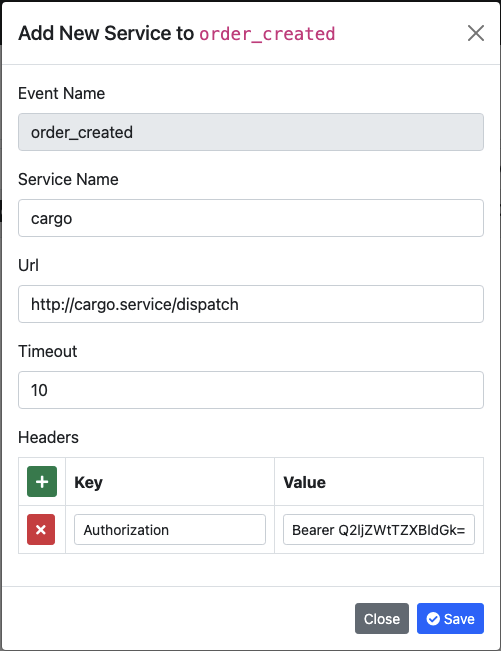 Add New Service to order_created
Event Name
order_created
Service Name
cargo
Url
http://cargo.service/dispatch
Timeout
10
Headers
Key Value
Authorization Bearer Q2ljZWtTZXBldGk=
Close Save